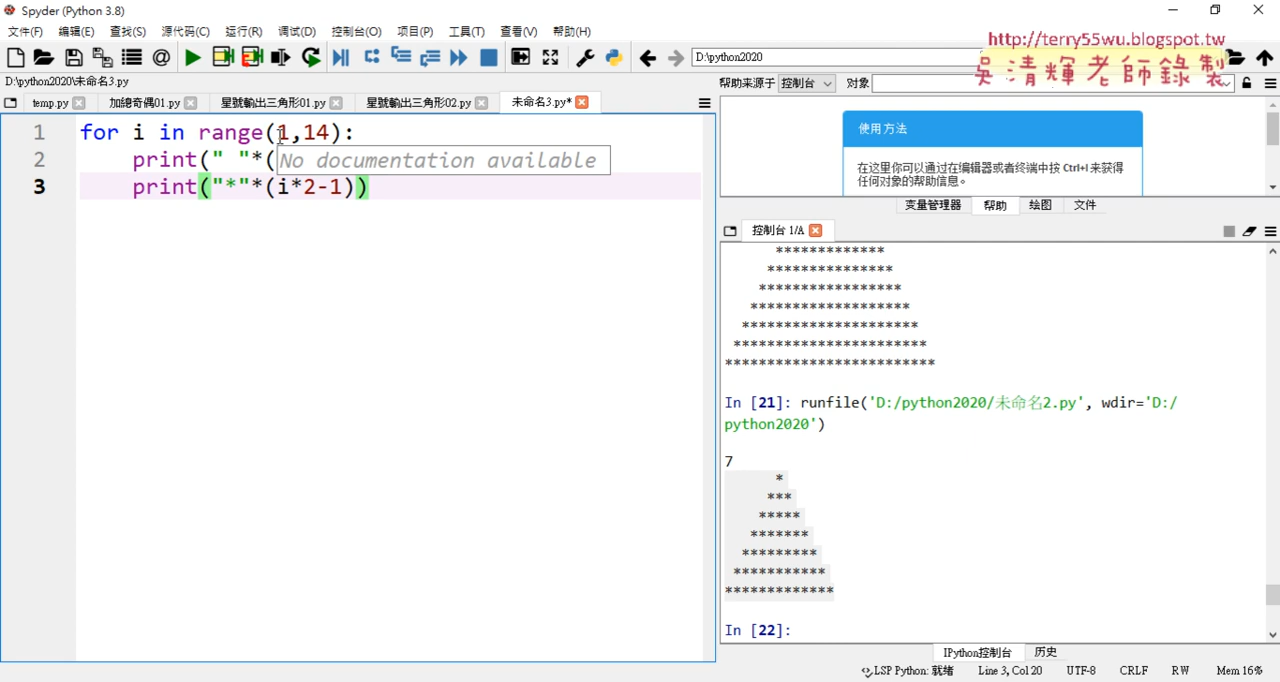 Spyder (Python 3.8)
文件(F) 编辑(E) 查找(S) 源代码(C) 运行(R) 调试(D) 控制台(O) 项目(P) 工具(T) 查看(V) 帮助(H)
http://terry55wu.blogspot.tw
D:\python2020
吳清輝老師錄製
D:\python2020\未命名3.py
帮助来源于 控制台 对象
temp.py 加總奇偶01.py 星號輸出三角形01.py 星號輸出三角形02.py 未命名3.py*
1 for i in range(1,14):
2 print(" "*(
No documentation available
3 print("*"*(i*2-1))
使用方法
在这里你可以通过在编辑器或者终端中按 Ctrl+I 来获得
任何对象的帮助信息。
变量管理器 帮助 绘图 文件
控制台 1/A
*************
***************
*****************
*******************
*********************
***********************
*************************
In [21]: runfile('D:/python2020/未命名2.py', wdir='D:/
python2020')
7
*
***
*****
*******
*********
***********
*************
In [22]:
IPython控制台 历史
LSP Python: 就绪 Line 3, Col 20 UTF-8 CRLF RW Mem 16%